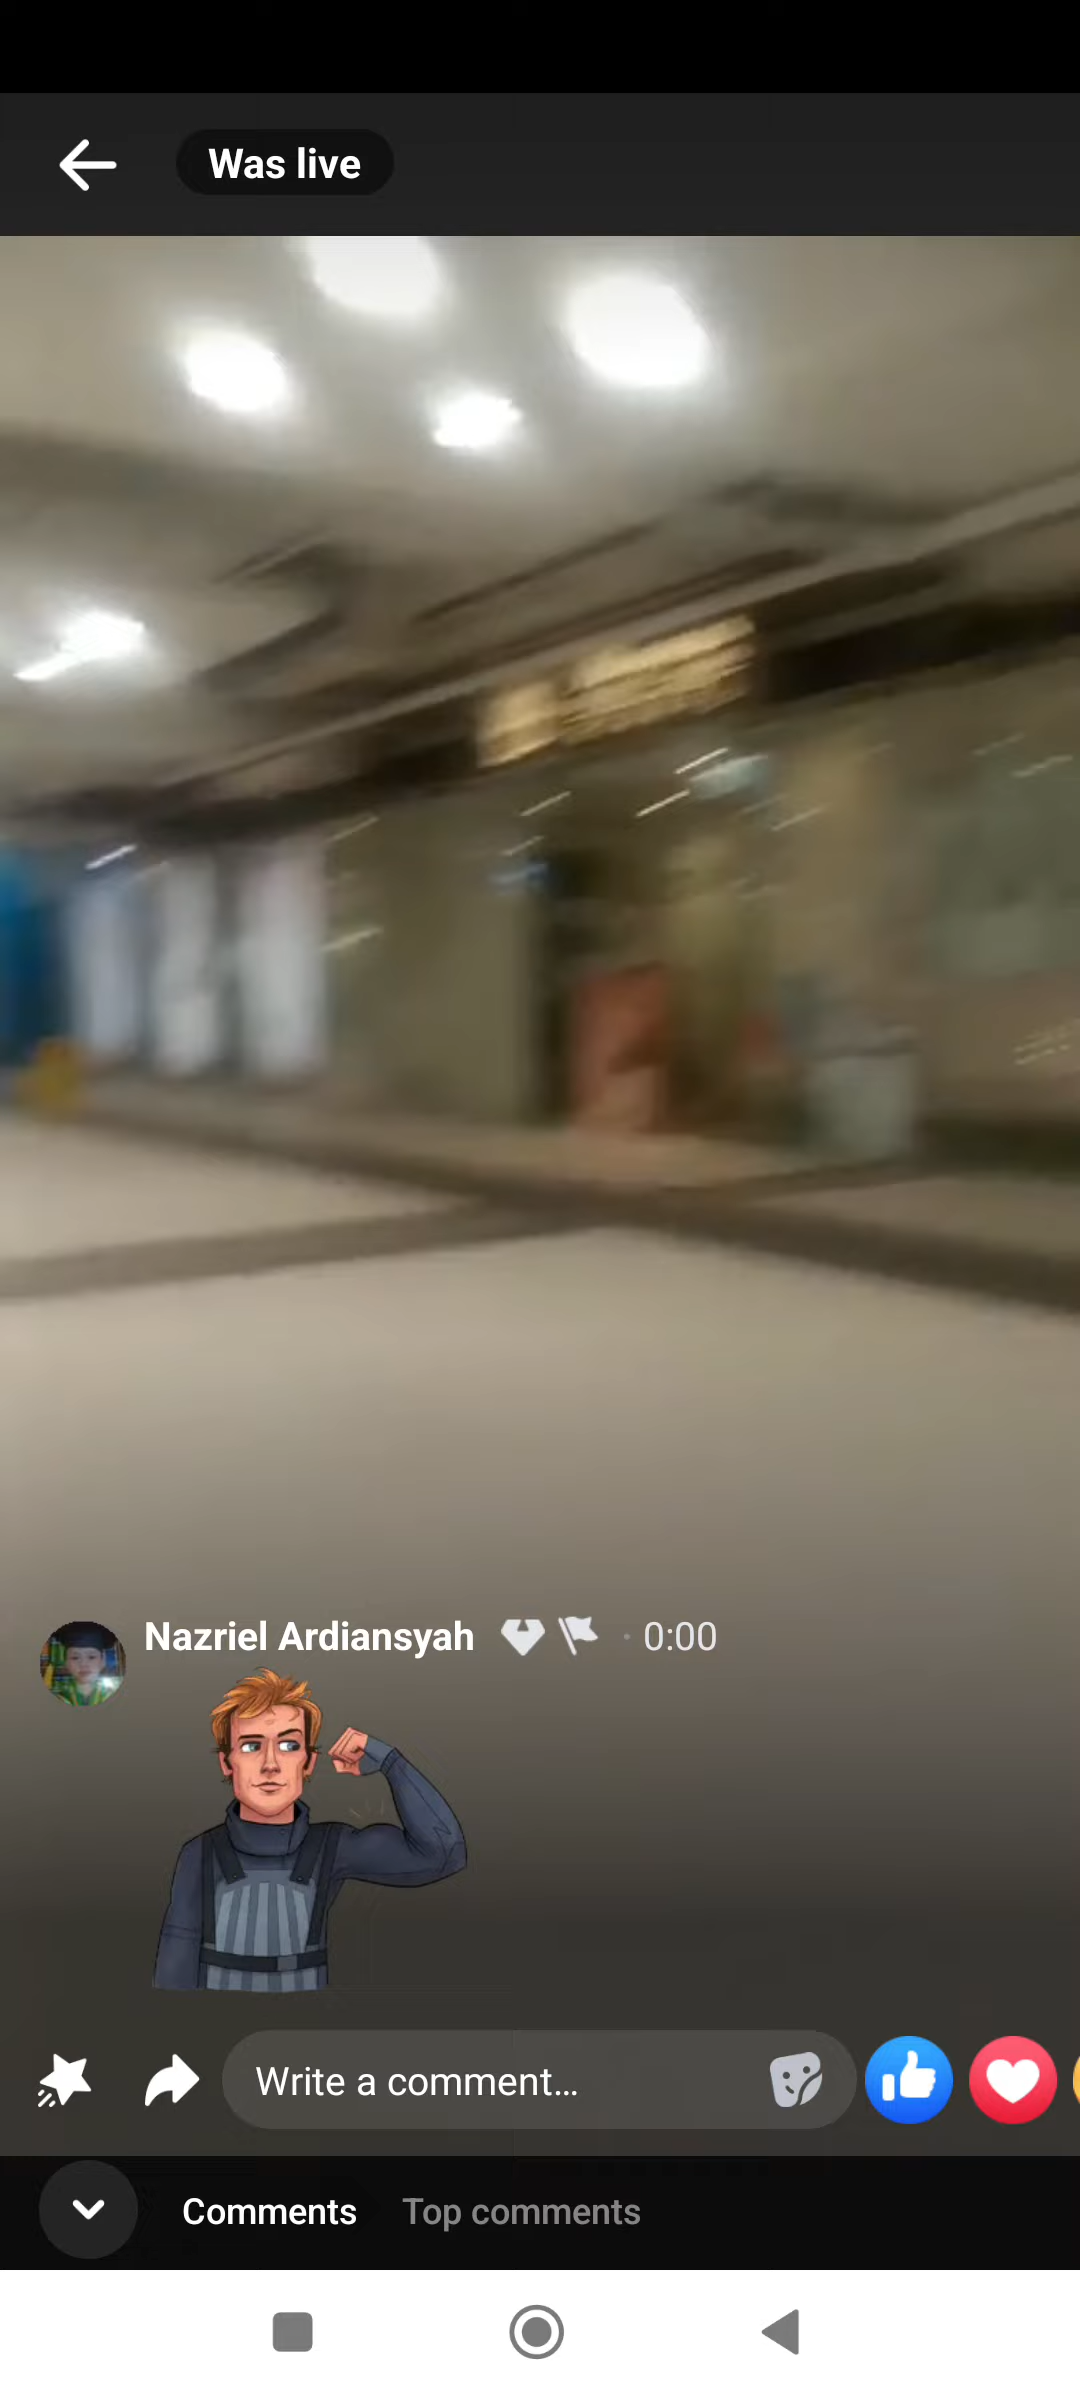 Was live
Nazriel Ardiansyah · 0:00
Write a comment...
Comments Top comments